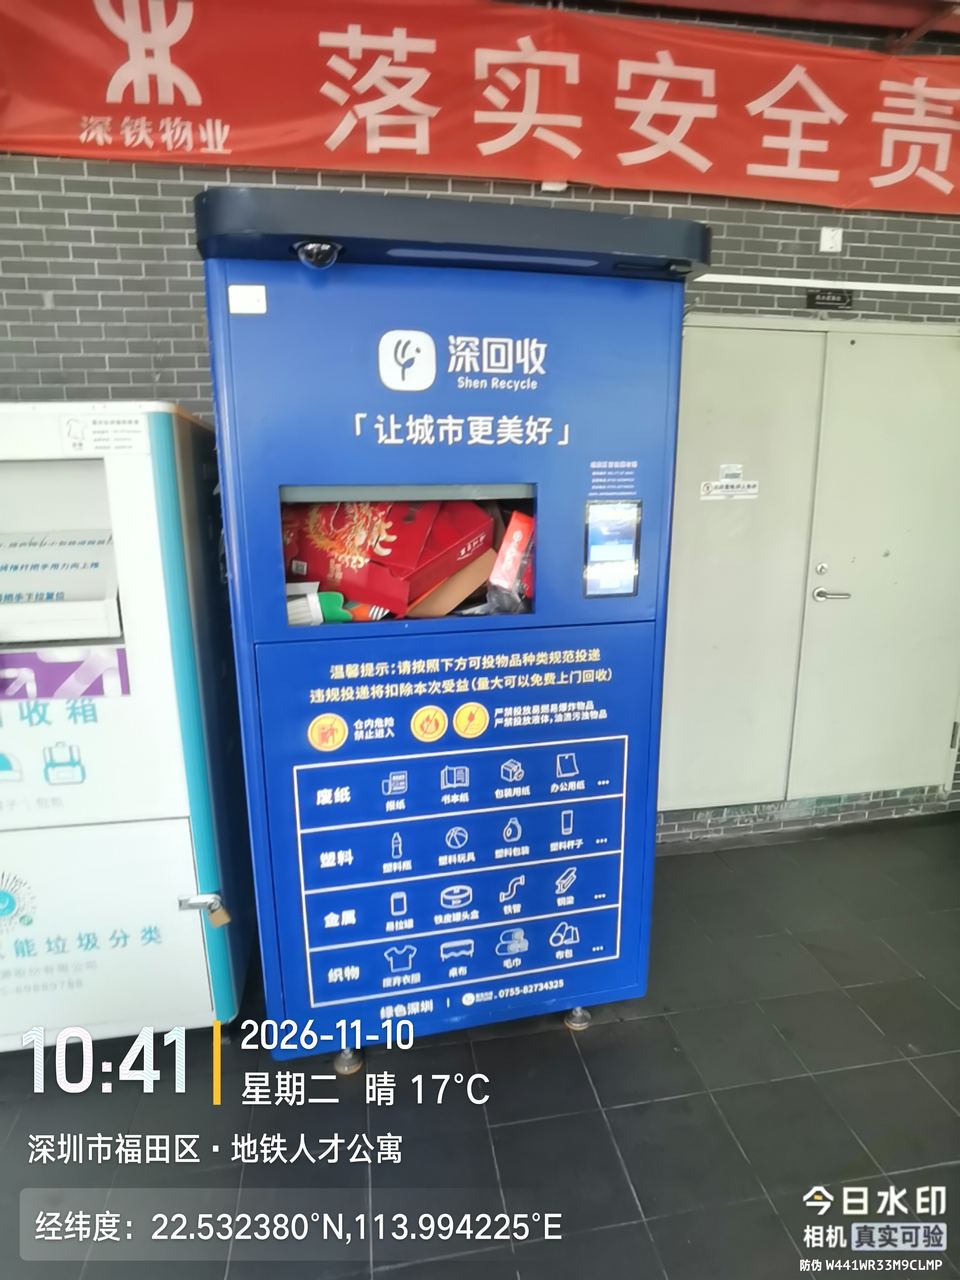 深铁物业
落实安全责
深回收
Shen Recycle
「让城市更美好」
温馨提示：请按照下方可投物品种类规范投递
违规投递将扣除本次受益（量大可以免费上门回收）
仓内危险
禁止进入
严禁投放易燃易爆炸物品
严禁投放液体，油渍污浊物品
废纸
报纸
书本纸
包装用纸
办公用纸
塑料
塑料瓶
塑料玩具
塑料包装
塑料杯子
金属
易拉罐
铁皮罐头盒
铁管
钢梁
织物
废弃衣服
桌布
毛巾
布包
绿色深圳
0755-82734325
把手下拉复位
收箱
能垃圾分类
10:41
2026-11-10
星期二 晴 17°C
深圳市福田区·地铁人才公寓
经纬度：22.532380°N,113.994225°E
今日水印
相机 真实可验
防伪 W441WR33M9CLMP